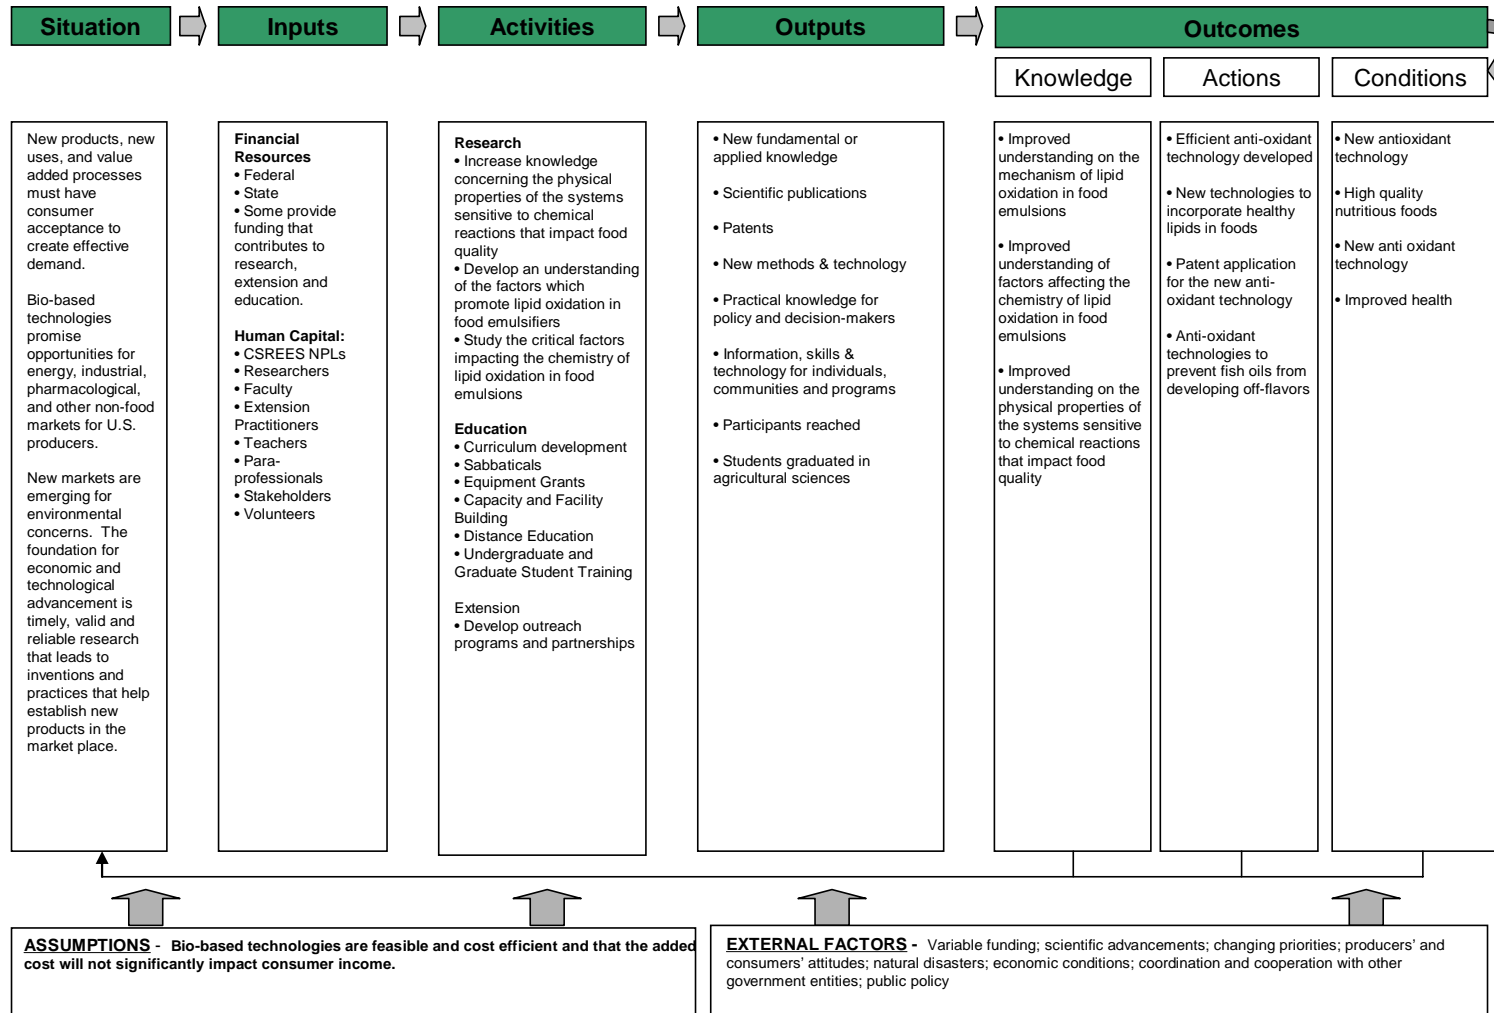 Situation
Inputs
Activities
Outputs
Outcomes
Knowledge
Actions
Conditions
New products, new
uses, and value
added processes
must have
consumer
acceptance to
create effective
demand.
Bio-based
technologies
promise
opportunities for
energy, industrial,
pharmacological,
and other non-food
markets for U.S.
producers.
New markets are
emerging for
environmental
concerns.  The
foundation for
economic and
technological
advancement is
timely, valid and
reliable research
that leads to
inventions and
practices that help
establish new
products in the
market place.
Financial
Resources
• Federal
• State
• Some provide
funding that
contributes to
research,
extension and
education.
Human Capital:
• CSREES NPLs
• Researchers
• Faculty
• Extension
Practitioners
• Teachers
• Para-
professionals
• Stakeholders
• Volunteers
Research
• Increase knowledge
concerning the physical
properties of the systems
sensitive to chemical
reactions that impact food
quality
• Develop an understanding
of the factors which
promote lipid oxidation in
food emulsifiers
• Study the critical factors
impacting the chemistry of
lipid oxidation in food
emulsions
Education
• Curriculum development
• Sabbaticals
• Equipment Grants
• Capacity and Facility
Building
• Distance Education
• Undergraduate and
Graduate Student Training
Extension
• Develop outreach
programs and partnerships
• New fundamental or
applied knowledge
• Scientific publications
• Patents
• New methods & technology
• Practical knowledge for
policy and decision-makers
• Information, skills &
technology for individuals,
communities and programs
• Participants reached
• Students graduated in
agricultural sciences
• Improved
understanding on the
mechanism of lipid
oxidation in food
emulsions
• Improved
understanding of
factors affecting the
chemistry of lipid
oxidation in food
emulsions
• Improved
understanding on the
physical properties of
the systems sensitive
to chemical reactions
that impact food
quality
• Efficient anti-oxidant
technology developed
• New technologies to
incorporate healthy
lipids in foods
• Patent application
for the new anti-
oxidant technology
• Anti-oxidant
technologies to
prevent fish oils from
developing off-flavors
• New antioxidant
technology
• High quality
nutritious foods
• New anti oxidant
technology
• Improved health
ASSUMPTIONS - Bio-based technologies are feasible and cost efficient and that the added
cost will not significantly impact consumer income.
EXTERNAL FACTORS - Variable funding; scientific advancements; changing priorities; producers' and
consumers' attitudes; natural disasters; economic conditions; coordination and cooperation with other
government entities; public policy